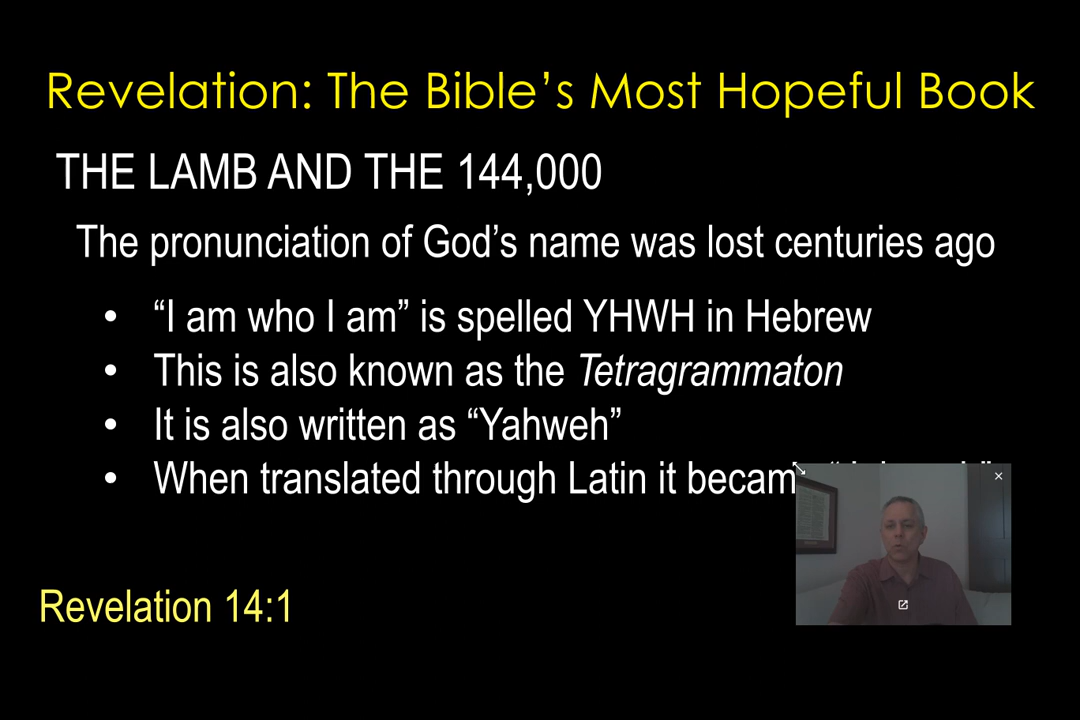 Revelation: The Bible’s Most Hopeful Book
THE LAMB AND THE 144,000
The pronunciation of God’s name was lost centuries ago
• “I am who I am” is spelled YHWH in Hebrew
• This is also known as the Tetragrammaton
• It is also written as “Yahweh”
• When translated through Latin it
Revelation 14:1